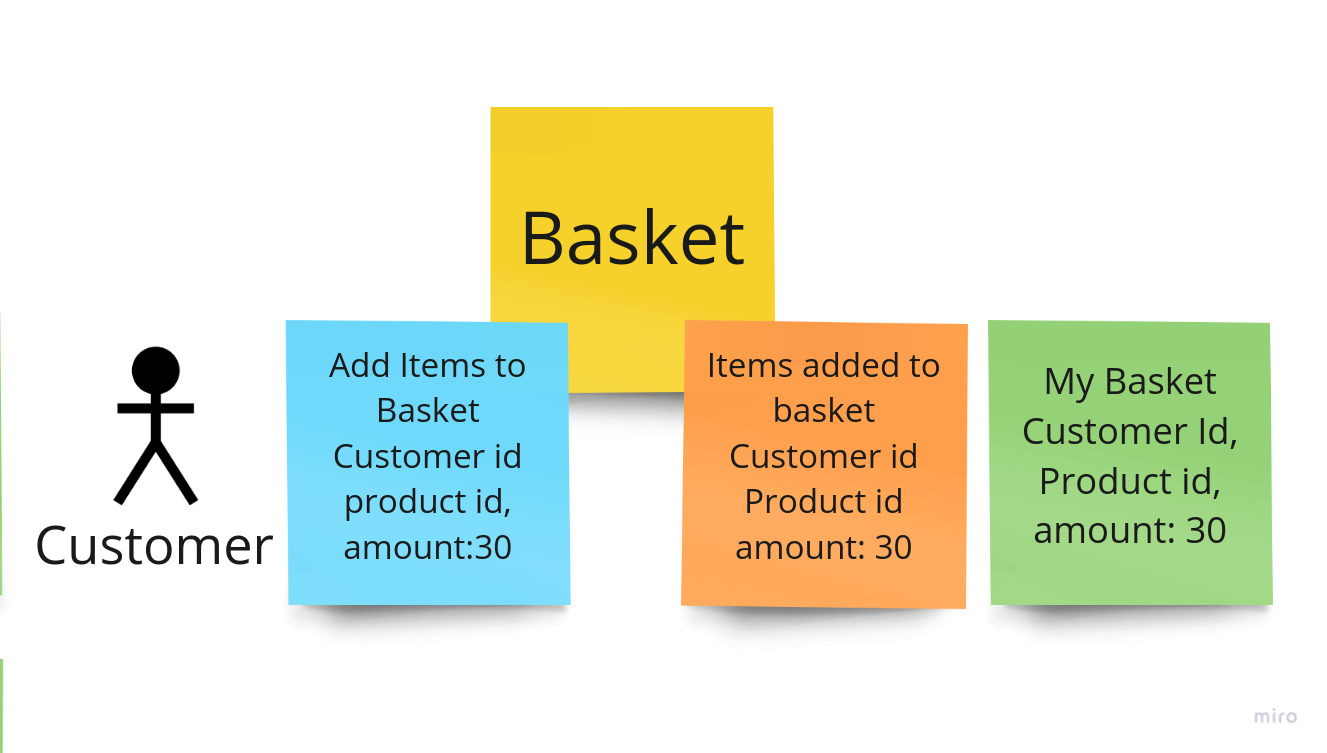 Basket
Customer
Add Items to
Basket
Customer id
product id,
amount:30
Items added to
basket
Customer id
Product id
amount: 30
My Basket
Customer Id,
Product id,
amount: 30
miro